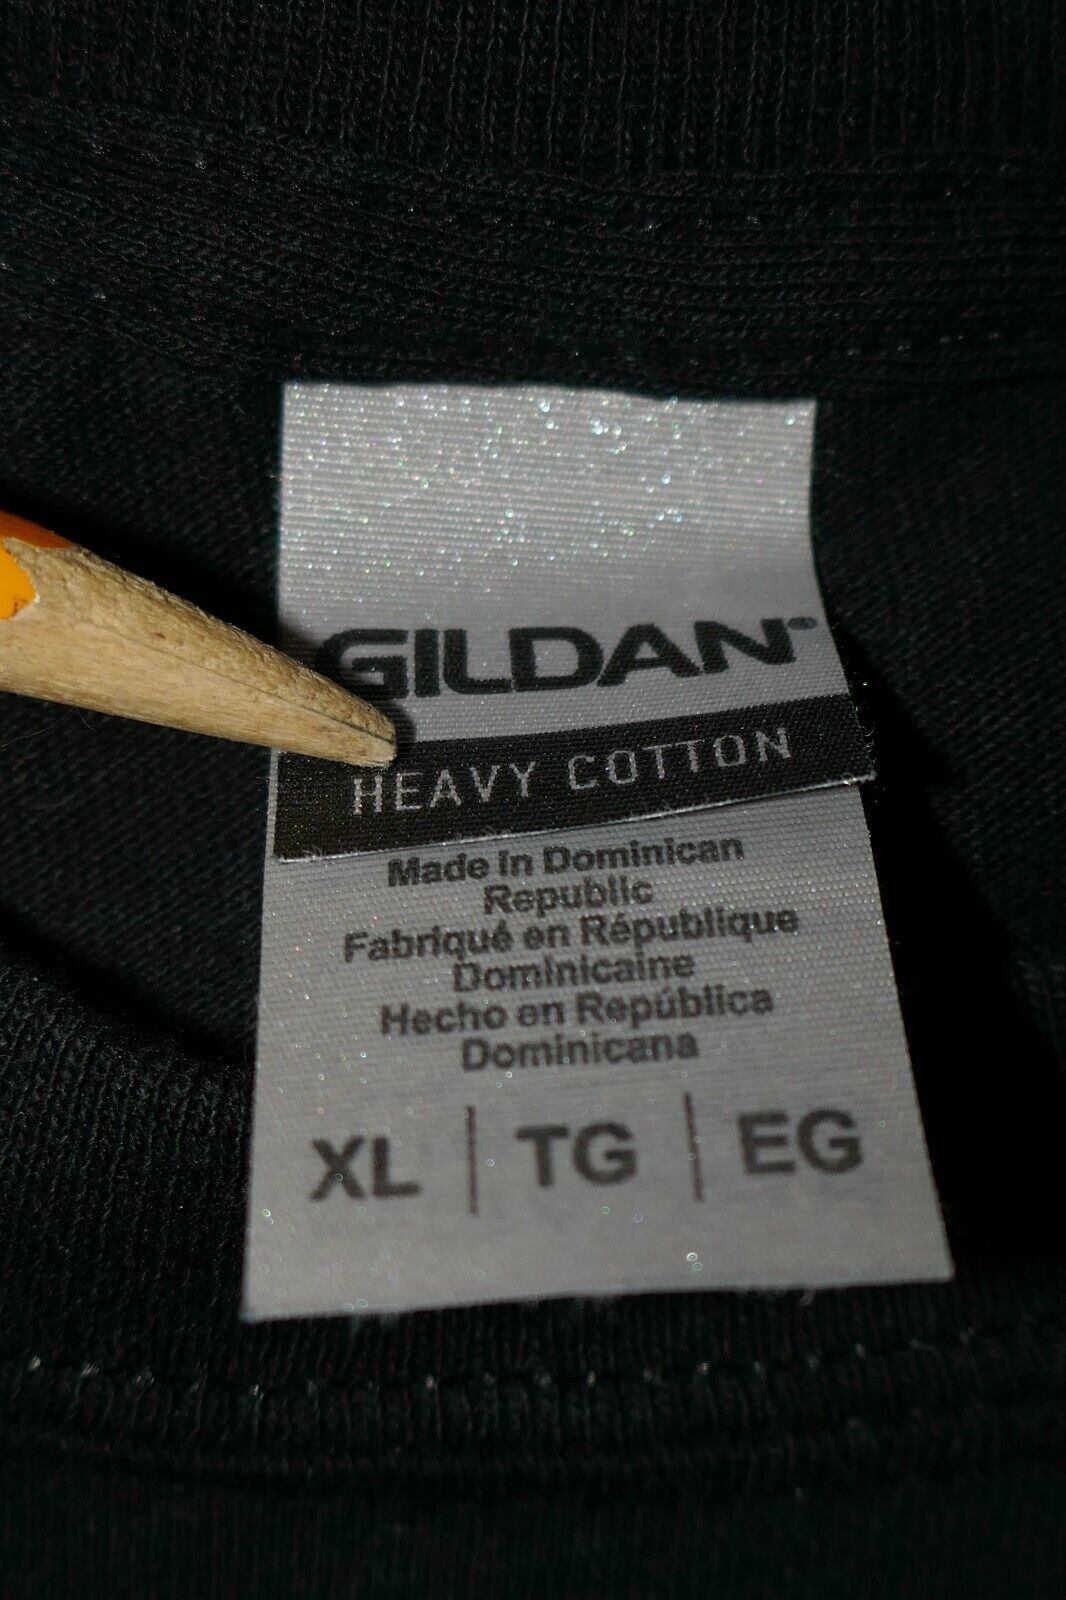 GILDAN®
HEAVY COTTON
Made in Dominican
Republic
Fabriqué en République
Dominicaine
Hecho en República
Dominicana
XL | TG | EG